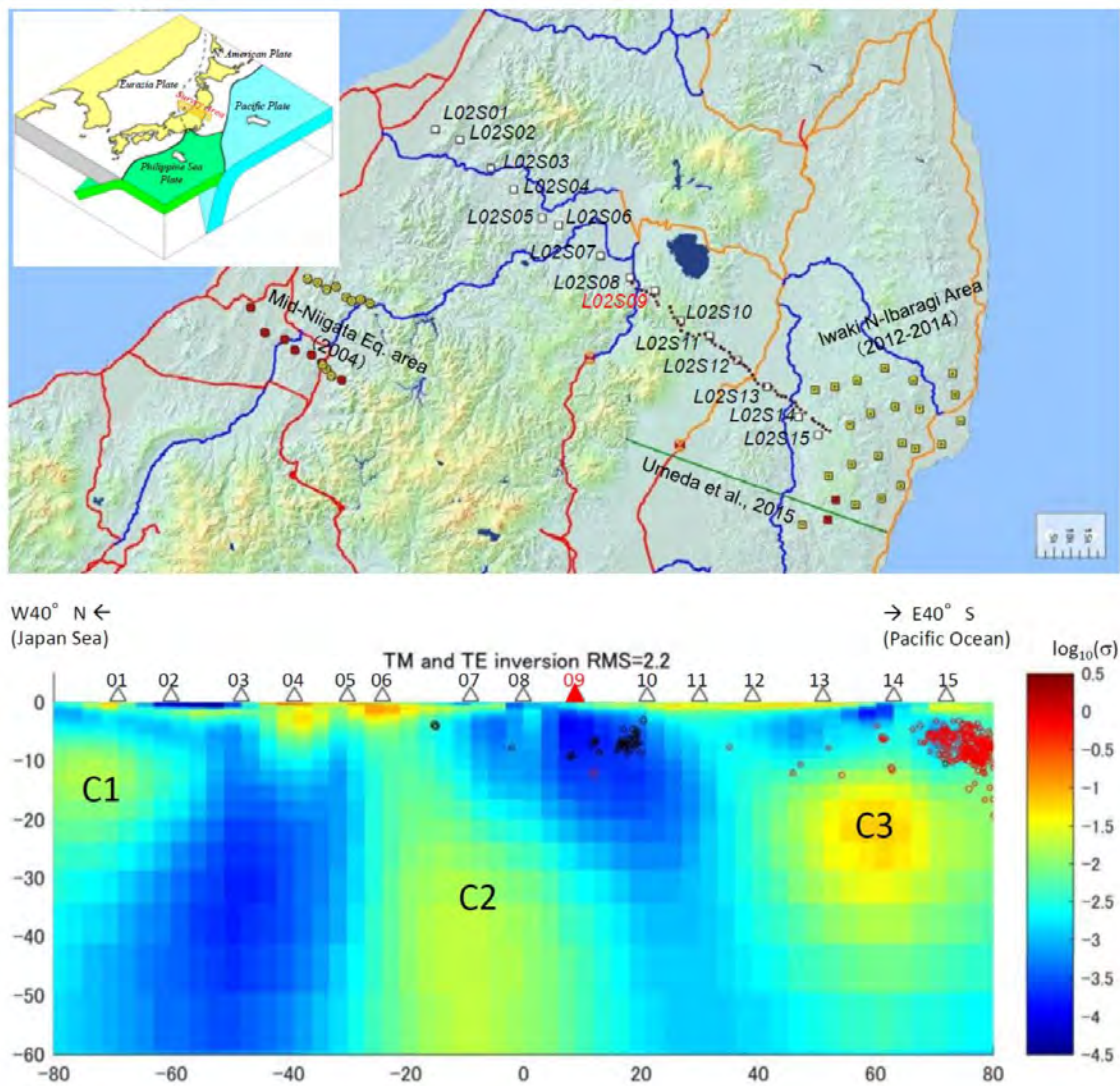 N American Plate
Eurasia Plate
Survey Area
Pacific Plate
Philippine Sea
Plate
L02S01
L02S02
L02S03
L02S04
L02S05
L02S06
L02S07
L02S08
L02S09
L02S10
L02S11
L02S12
L02S13
L02S14
L02S15
Mid-Niigata Eq. area
(2004)
Iwaki N-Ibaragi Area
(2012-2014)
Umeda et al., 2015
5k
10k
15k
W40° N ←
(Japan Sea)
→ E40° S
(Pacific Ocean)
TM and TE inversion RMS=2.2
log₁₀(σ)
01 02 03 04 05 06 07 08 09 10 11 12 13 14 15
0
−10
−20
−30
−40
−50
−60
C1
C2
C3
−80 −60 −40 −20 0 20 40 60 80
0.5
0
−0.5
−1
−1.5
−2
−2.5
−3
−3.5
−4
−4.5